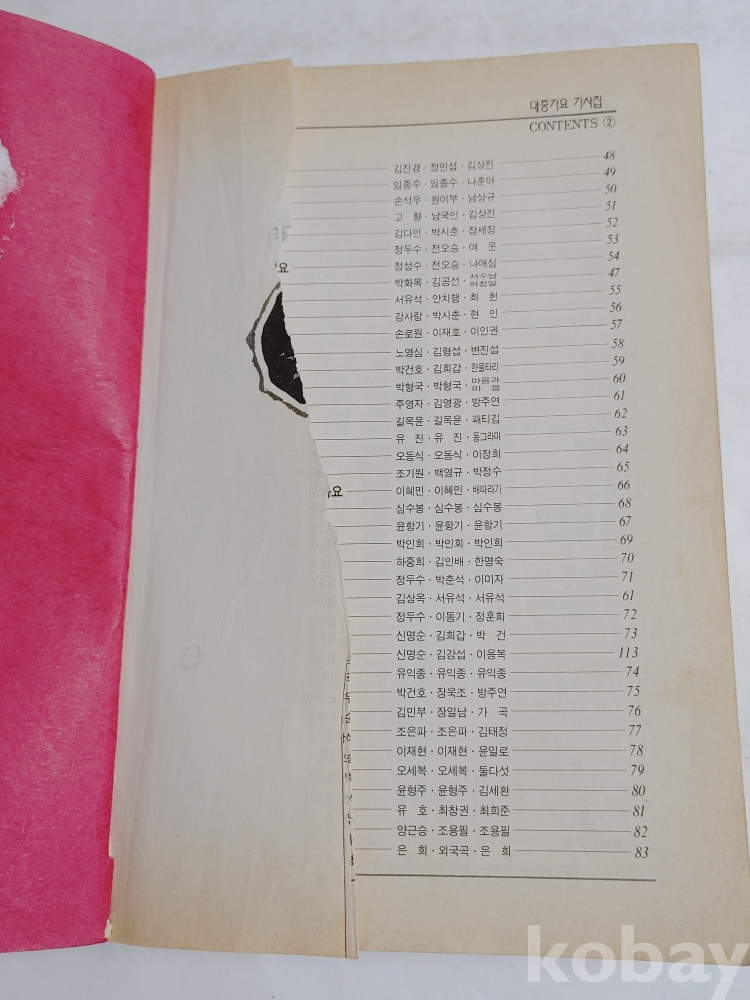 대중가요 가사집
CONTENTS ②
김진경 · 정민섭 · 김상진 48
임종수 · 임종수 · 나훈아 49
손석우 · 원이부 · 남상규 50
고 향 · 남국인 · 김상진 51
김다인 · 박시춘 · 장세정 52
정두수 · 전오승 · 여 운 53
요 정성수 · 전오승 · 나애심 54
박화목 · 김공선 · 서수남 하청일 47
서유석 · 안치행 · 최 헌 55
강사랑 · 박시춘 · 현 인 56
손로원 · 이재호 · 이인권 57
노영심 · 김형섭 · 변진섭 58
박건호 · 김희갑 · 한울타리 59
박형국 · 박형국 · 마음과 마음 60
주영자 · 김영광 · 방주연 61
길옥윤 · 길옥윤 · 패티김 62
유 진 · 유 진 · 동그라미 63
오동식 · 오동식 · 이정희 64
조기원 · 백영규 · 박정수 65
요 이혜민 · 이혜민 · 배따라기 66
심수봉 · 심수봉 · 심수봉 68
윤항기 · 윤항기 · 윤항기 67
박인희 · 박인희 · 박인희 69
하중희 · 김인배 · 한명숙 70
정두수 · 박춘석 · 이미자 71
김상옥 · 서유석 · 서유석 61
정두수 · 이동기 · 정훈희 72
신명순 · 김희갑 · 박 건 73
신명순 · 김강섭 · 이용복 113
유익종 · 유익종 · 유익종 74
박건호 · 장욱조 · 방주연 75
김민부 · 장일남 · 가 곡 76
조은파 · 조은파 · 김태정 77
이재현 · 이재현 · 윤일로 78
오세복 · 오세복 · 둘다섯 79
윤형주 · 윤형주 · 김세환 80
유 호 · 최창권 · 최희준 81
양근승 · 조용필 · 조용필 82
은 희 · 외국곡 · 은 희 83
kobay